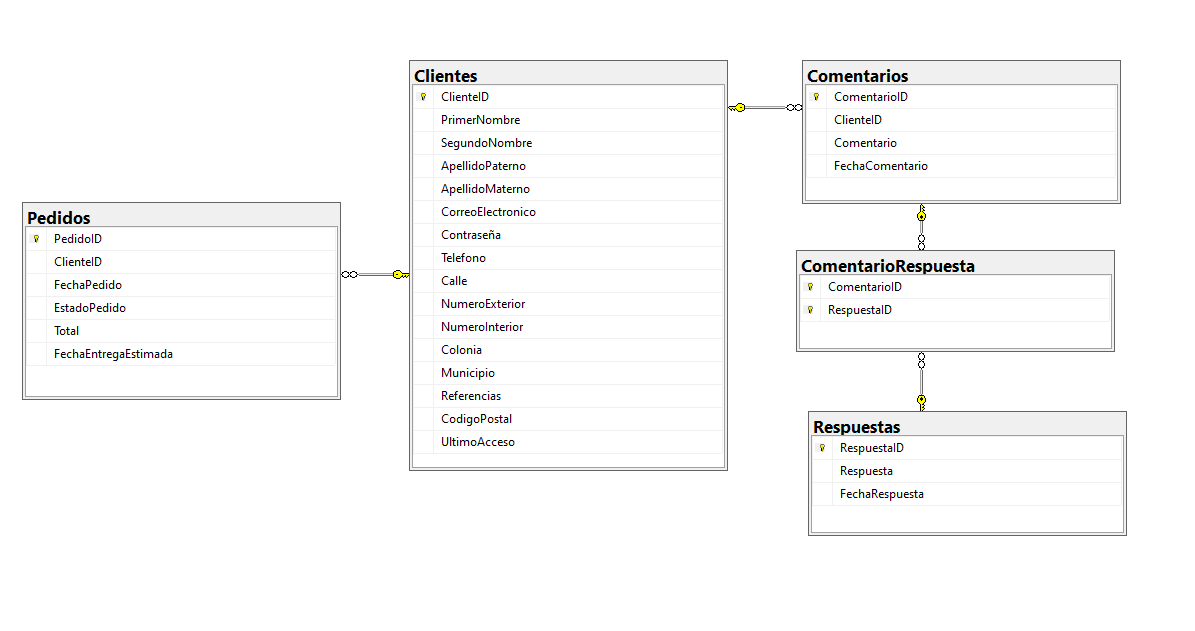 Pedidos
PedidoID
ClienteID
FechaPedido
EstadoPedido
Total
FechaEntregaEstimada
Clientes
ClienteID
PrimerNombre
SegundoNombre
ApellidoPaterno
ApellidoMaterno
CorreoElectronico
Contraseña
Telefono
Calle
NumeroExterior
NumeroInterior
Colonia
Municipio
Referencias
CodigoPostal
UltimoAcceso
Comentarios
ComentarioID
ClienteID
Comentario
FechaComentario
ComentarioRespuesta
ComentarioID
RespuestaID
Respuestas
RespuestaID
Respuesta
FechaRespuesta